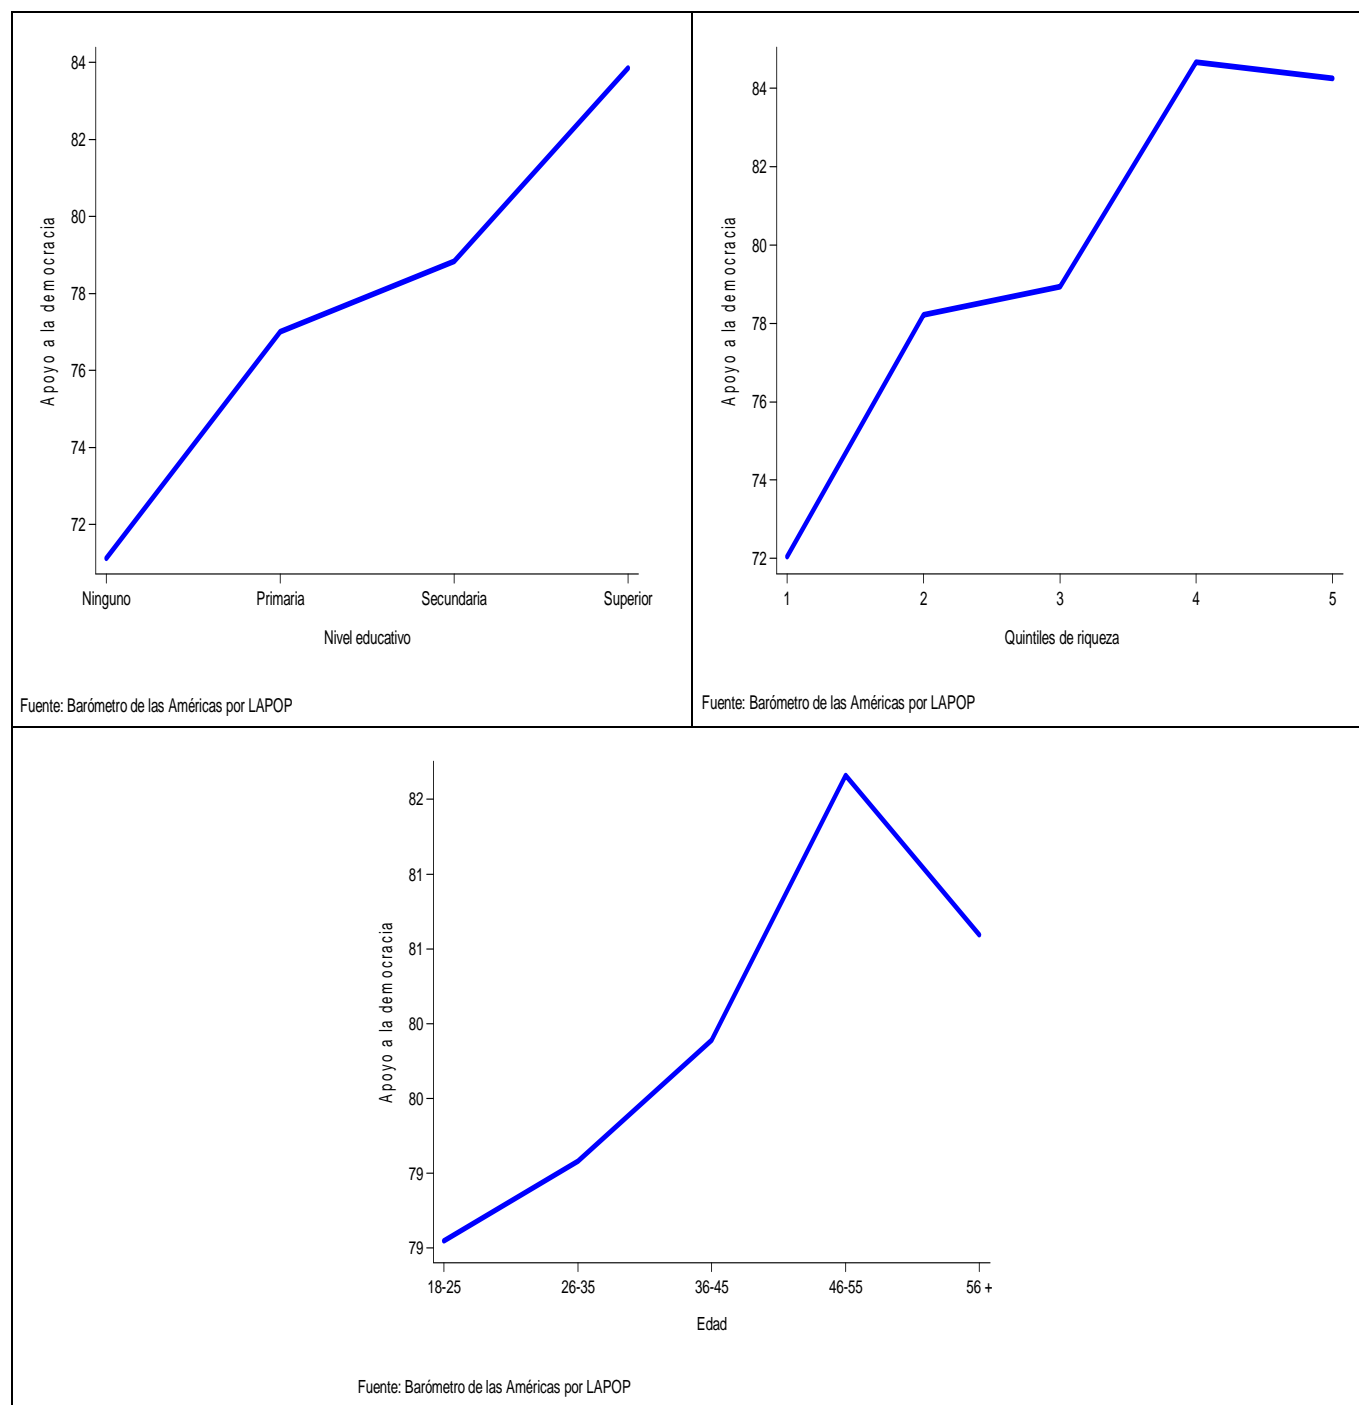 84
82
80
78
76
74
72
Apoyo a la democracia
Ninguno Primaria Secundaria Superior
Nivel educativo
Fuente: Barómetro de las Américas por LAPOP
84
82
80
78
76
74
72
Apoyo a la democracia
1 2 3 4 5
Quintiles de riqueza
Fuente: Barómetro de las Américas por LAPOP
82
81
81
80
80
79
79
Apoyo a la democracia
18-25 26-35 36-45 46-55 56 +
Edad
Fuente: Barómetro de las Américas por LAPOP